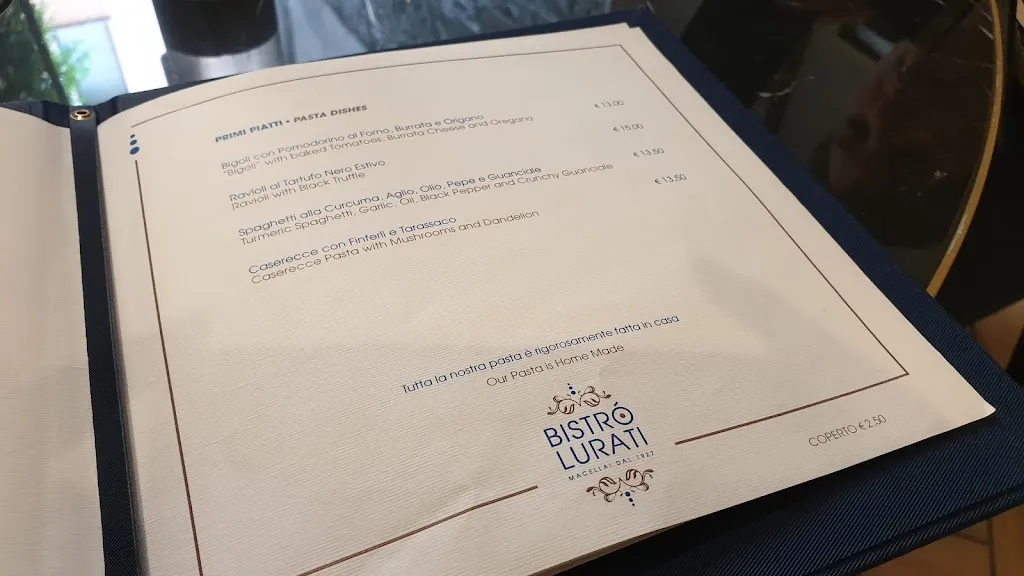 PRIMI PIATTI • PASTA DISHES
Bigoli con Pomodorino al Forno, Burrata e Origano € 13,00
"Bigoli" with baked Tomatoes, Burrata Cheese and Oregano
Ravioli al Tartufo Nero Estivo € 15,00
Ravioli with Black Truffle
Spaghetti alla Curcuma, Aglio, Olio, Pepe e Guanciale € 13,50
Turmeric Spaghetti, Garlic, Oil, Black Pepper and Crunchy Guanciale
Caserecce con Finferli e Tarassaco € 13,50
Caserecce Pasta with Mushrooms and Dandelion
Tutta la nostra pasta è rigorosamente fatta in casa
Our Pasta is Home Made
BISTRÓ
LURATI
MACELLAI DAL 1927
COPERTO € 2,50